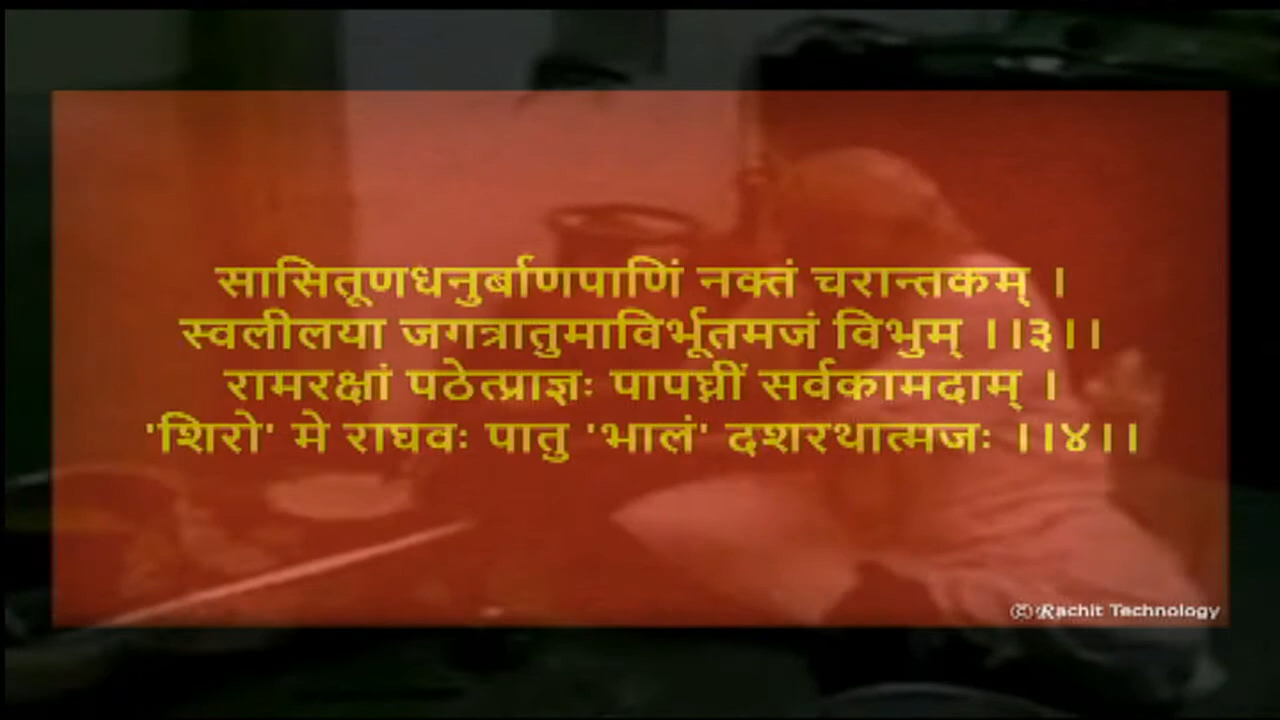 सासितूणधनुर्बाणपाणिं नक्तं चरान्तकम् ।
स्वलीलया जगत्रातुमाविर्भूतमजं विभुम् ।।३।।
रामरक्षां पठेत्प्राज्ञः पापघ्नीं सर्वकामदाम् ।
'शिरो' मे राघवः पातु 'भालं' दशरथात्मजः ।।४।।
© Rachit Technology